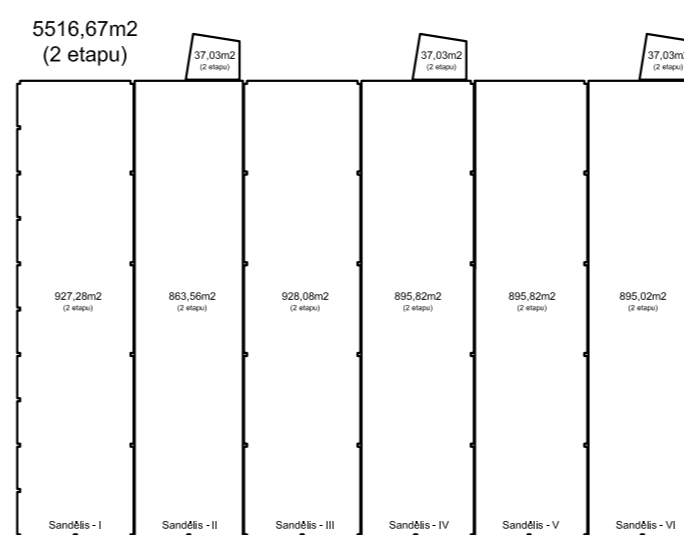 5516,67m2
(2 etapu)
37,03m2
(2 etapu)
37,03m2
(2 etapu)
37,03m2
(2 etapu)
927,28m2
(2 etapu)
863,56m2
(2 etapu)
928,08m2
(2 etapu)
895,82m2
(2 etapu)
895,82m2
(2 etapu)
895,02m2
(2 etapu)
Sandėlis - I
Sandėlis - II
Sandėlis - III
Sandėlis - IV
Sandėlis - V
Sandėlis - VI